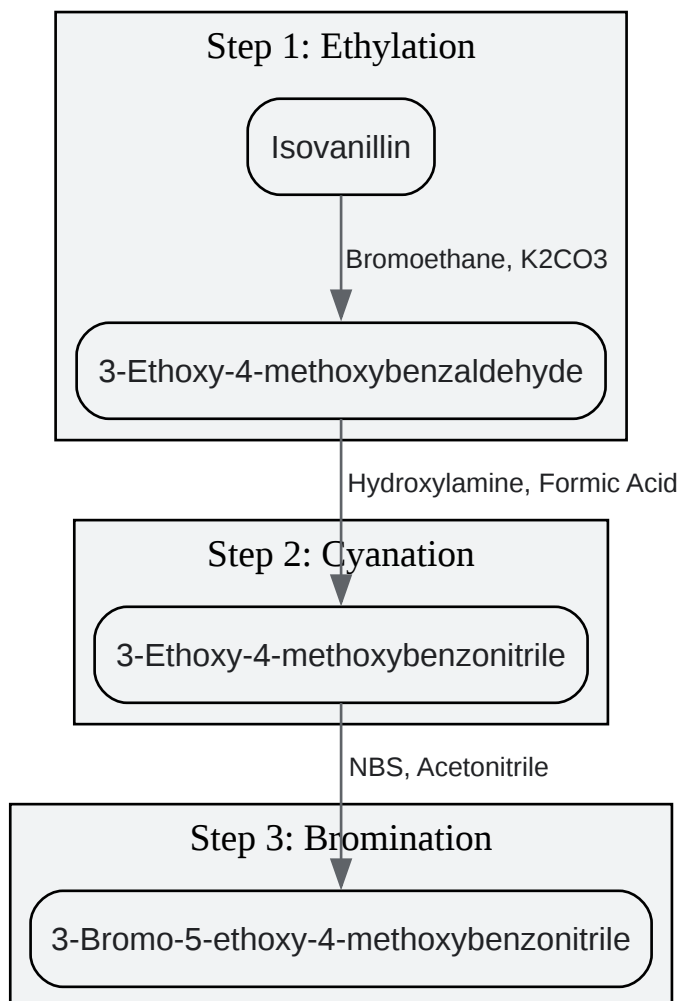 Step 1: Ethylation
Isovanillin
Bromoethane, K2CO3
3-Ethoxy-4-methoxybenzaldehyde
Hydroxylamine, Formic Acid
Step 2: Cyanation
3-Ethoxy-4-methoxybenzonitrile
NBS, Acetonitrile
Step 3: Bromination
3-Bromo-5-ethoxy-4-methoxybenzonitrile